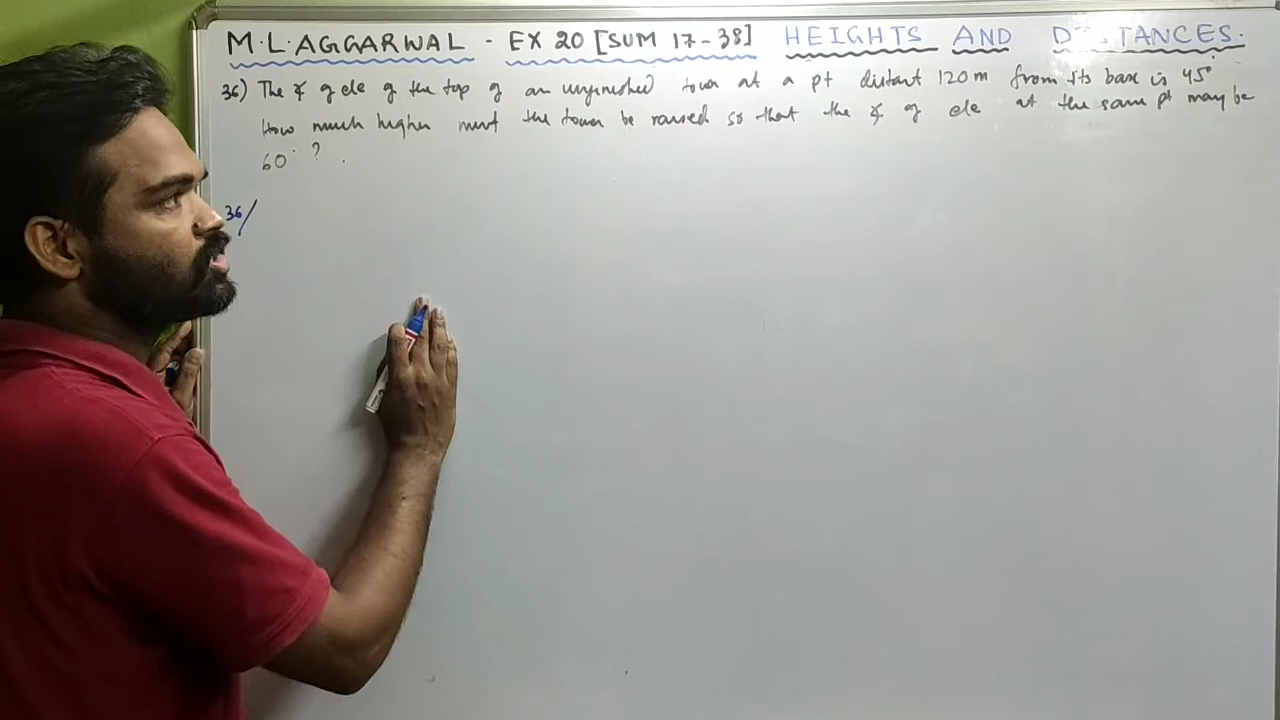 M.L.AGGARWAL - EX 20 [SUM 17-38] HEIGHTS AND DISTANCES.
36) The ∡ of ele of the top of an unfinished tower at a pt distant 120m from its base is 45°
How much higher must the tower be raised so that the ∡ of ele at the same pt may be
60° ?
36/